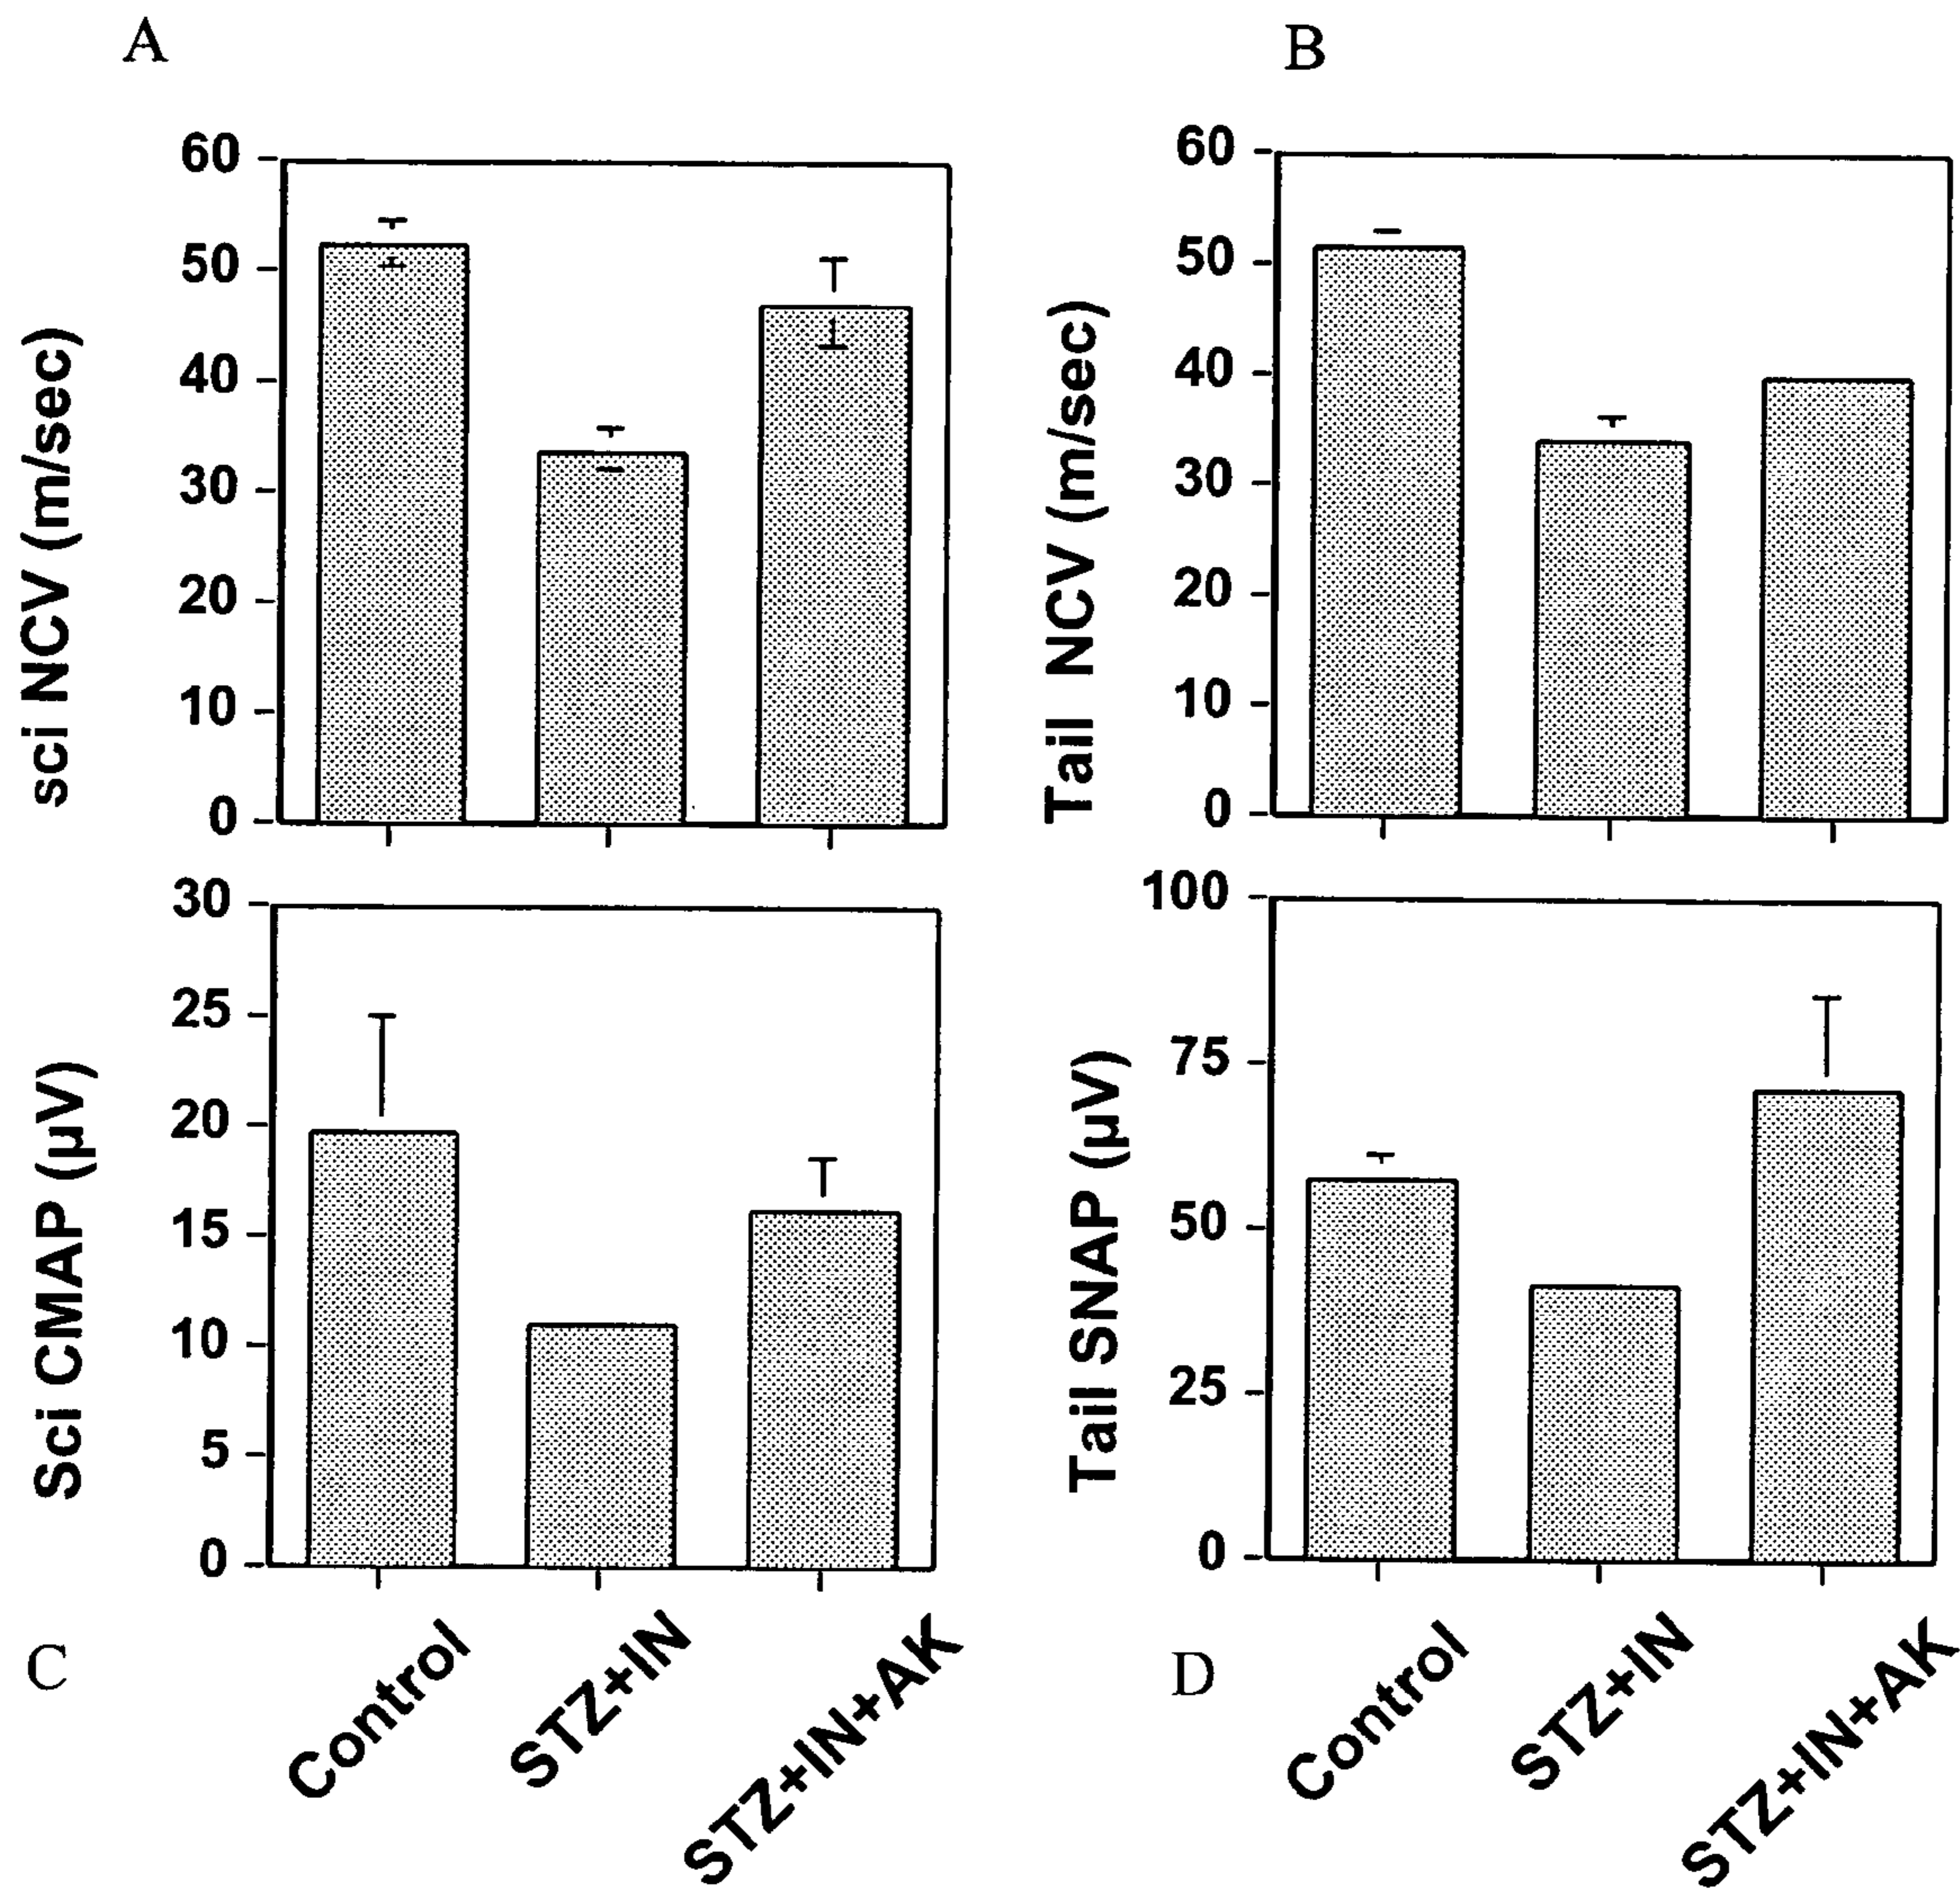 A
B
60
50
40
30
20
10
0
sci NCV (m/sec)
60
50
40
30
20
10
0
Tail NCV (m/sec)
30
25
20
15
10
5
0
Sci CMAP (µV)
100
75
50
25
0
Tail SNAP (µV)
C
Control
STZ+IN
STZ+IN+AK
D
Control
STZ+IN
STZ+IN+AK